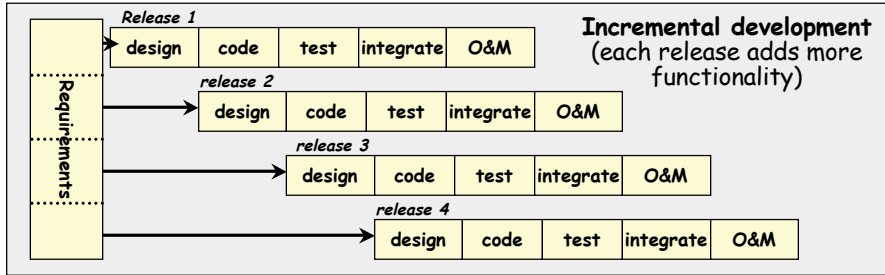 Release 1
design code test integrate O&M
Incremental development
(each release adds more
functionality)
Requirements
release 2
design code test integrate O&M
release 3
design code test integrate O&M
release 4
design code test integrate O&M